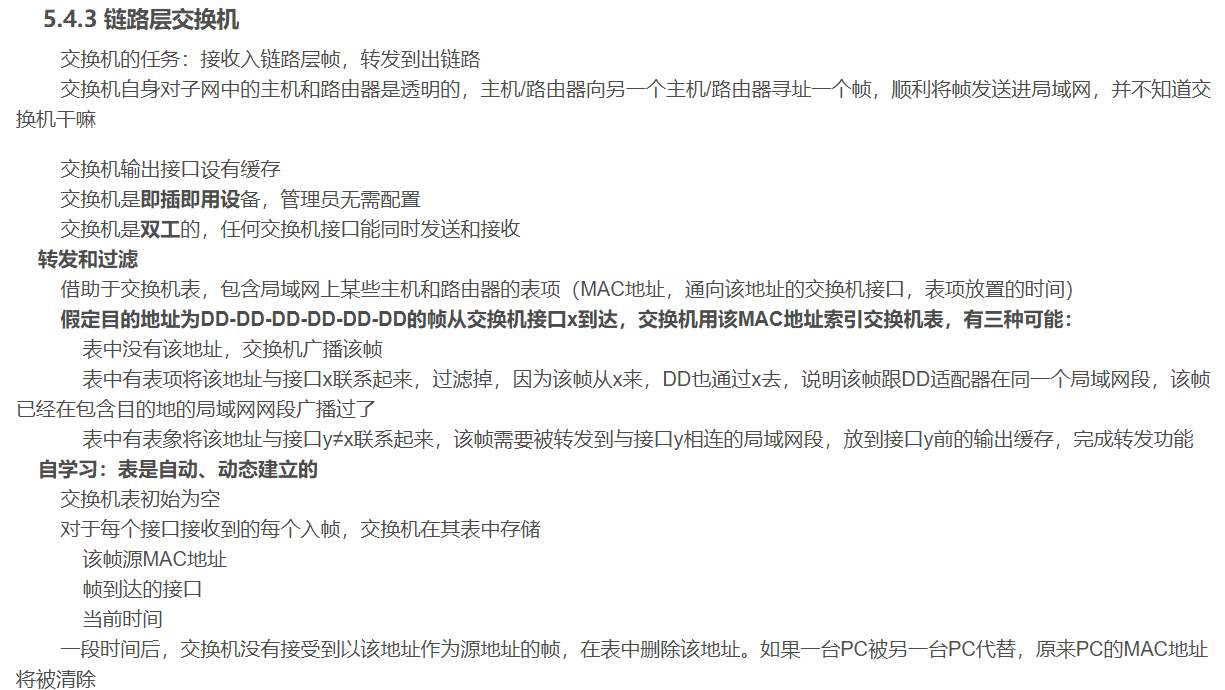 5.4.3 链路层交换机
交换机的任务：接收入链路层帧，转发到出链路
交换机自身对子网中的主机和路由器是透明的，主机/路由器向另一个主机/路由器寻址一个帧，顺利将帧发送进局域网，并不知道交
换机干嘛
交换机输出接口设有缓存
交换机是即插即用设备，管理员无需配置
交换机是双工的，任何交换机接口能同时发送和接收
转发和过滤
借助于交换机表，包含局域网上某些主机和路由器的表项（MAC地址，通向该地址的交换机接口，表项放置的时间）
假定目的地址为DD-DD-DD-DD-DD-DD的帧从交换机接口x到达，交换机用该MAC地址索引交换机表，有三种可能：
表中没有该地址，交换机广播该帧
表中有表项将该地址与接口x联系起来，过滤掉，因为该帧从x来，DD也通过x去，说明该帧跟DD适配器在同一个局域网段，该帧
已经在包含目的地的局域网网段广播过了
表中有表象将该地址与接口y≠x联系起来，该帧需要被转发到与接口y相连的局域网段，放到接口y前的输出缓存，完成转发功能
自学习：表是自动、动态建立的
交换机表初始为空
对于每个接口接收到的每个入帧，交换机在其表中存储
该帧源MAC地址
帧到达的接口
当前时间
一段时间后，交换机没有接受到以该地址作为源地址的帧，在表中删除该地址。如果一台PC被另一台PC代替，原来PC的MAC地址
将被清除